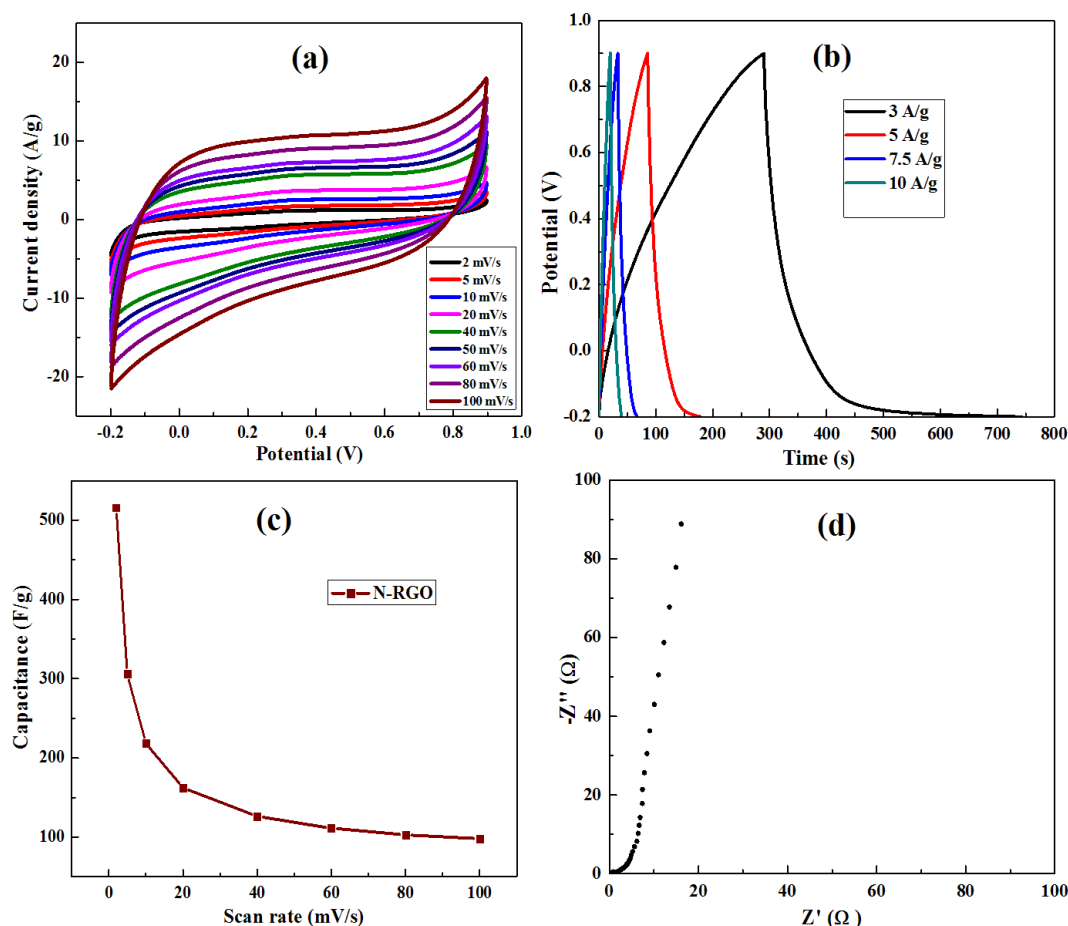 (a)
20
10
0
-10
-20
Current density (A/g)
2 mV/s
5 mV/s
10 mV/s
20 mV/s
40 mV/s
50 mV/s
60 mV/s
80 mV/s
100 mV/s
-0.2 0.0 0.2 0.4 0.6 0.8 1.0
Potential (V)
(b)
1.0
0.8
0.6
0.4
0.2
0.0
-0.2
Potential (V)
3 A/g
5 A/g
7.5 A/g
10 A/g
0 100 200 300 400 500 600 700 800
Time (s)
(c)
500
400
300
200
100
Capacitance (F/g)
N-RGO
0 20 40 60 80 100
Scan rate (mV/s)
(d)
100
80
60
40
20
0
-Z'' (Ω)
0 20 40 60 80 100
Z' (Ω )